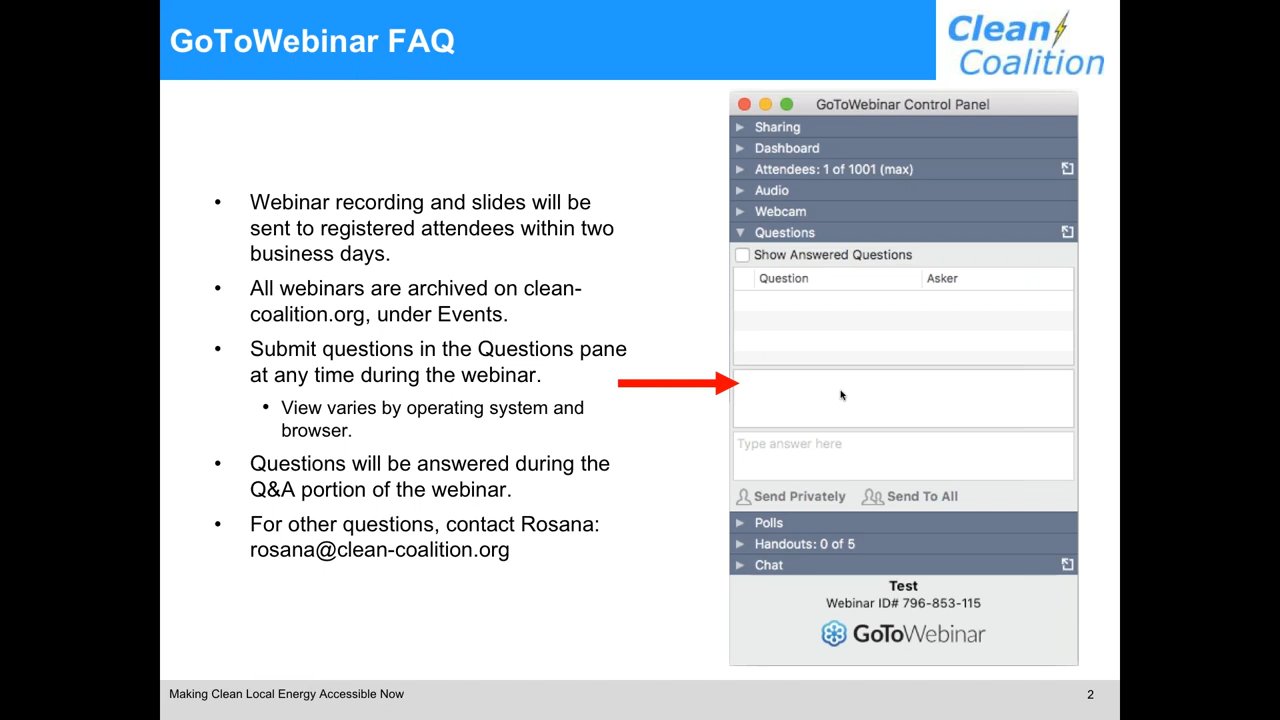 GoToWebinar FAQ
Clean
Coalition
• Webinar recording and slides will be
sent to registered attendees within two
business days.
• All webinars are archived on clean-
coalition.org, under Events.
• Submit questions in the Questions pane
at any time during the webinar.
• View varies by operating system and
browser.
• Questions will be answered during the
Q&A portion of the webinar.
• For other questions, contact Rosana:
rosana@clean-coalition.org
GoToWebinar Control Panel
Sharing
Dashboard
Attendees: 1 of 1001 (max)
Audio
Webcam
Questions
Show Answered Questions
Question Asker
Type answer here
Send Privately Send To All
Polls
Handouts: 0 of 5
Chat
Test
Webinar ID# 796-853-115
GoToWebinar
Making Clean Local Energy Accessible Now 2